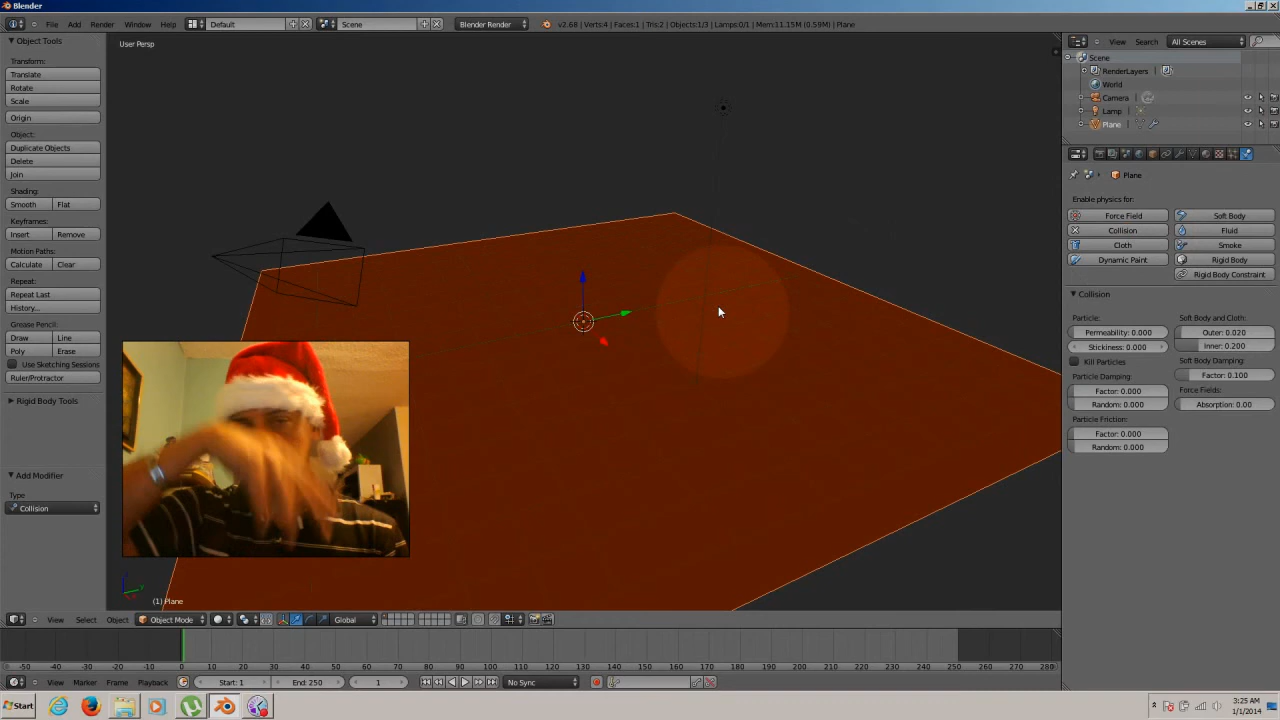 Blender
File Add Render Window Help Default Scene Blender Render v2.68 | Verts:4 | Faces:1 | Tris:2 | Objects:1/3 | Lamps:0/1 | Mem:11.15M (0.59M) | Plane
Object Tools
Transform:
Translate
Rotate
Scale
Origin
Object:
Duplicate Objects
Delete
Join
Shading:
Smooth Flat
Keyframes:
Insert Remove
Motion Paths:
Calculate Clear
Repeat:
Repeat Last
History...
Grease Pencil:
Draw Line
Poly Erase
Use Sketching Sessions
Ruler/Protractor
Rigid Body Tools
Add Modifier
Type
Collision
User Persp
(1) Plane
View Search All Scenes
Scene
RenderLayers
World
Camera
Lamp
Plane
Plane
Enable physics for:
Force Field Soft Body
Collision Fluid
Cloth Smoke
Dynamic Paint Rigid Body
Rigid Body Constraint
Collision
Particle: Soft Body and Cloth:
Permeability: 0.000 Outer: 0.020
Stickiness: 0.000 Inner: 0.200
Kill Particles Soft Body Damping:
Particle Damping: Factor: 0.100
Factor: 0.000 Force Fields:
Random: 0.000 Absorption: 0.00
Particle Friction:
Factor: 0.000
Random: 0.000
View Select Object Object Mode Global
-50 -40 -30 -20 -10 0 10 20 30 40 50 60 70 80 90 100 110 120 130 140 150 160 170 180 190 200 210 220 230 240 250 260 270 280
View Marker Frame Playback Start: 1 End: 250 1 No Sync
Start 3:25 AM
1/1/2014